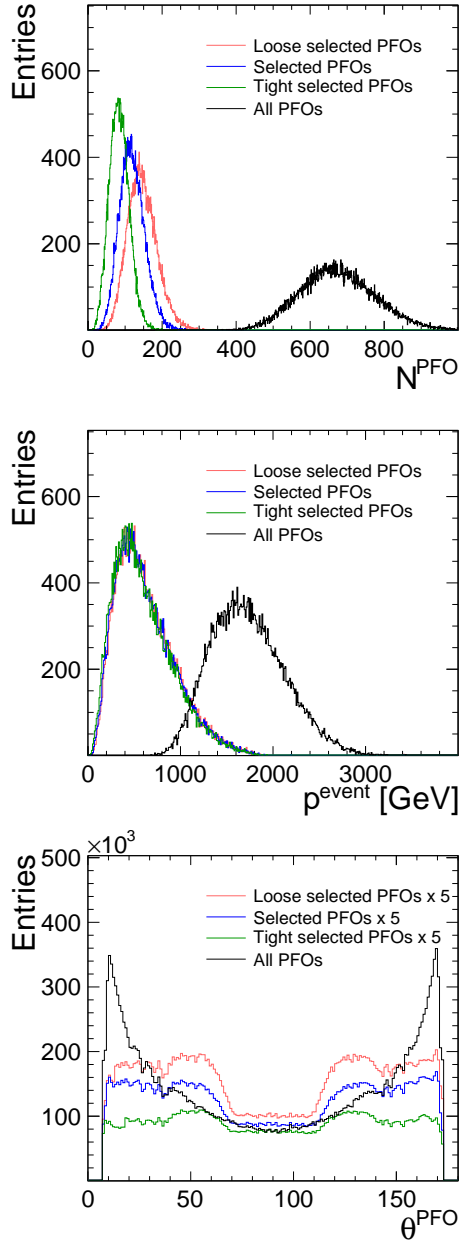 Entries
600
400
200
Loose selected PFOs
Selected PFOs
Tight selected PFOs
All PFOs
0 200 400 600 800
N^PFO
Entries
600
400
200
Loose selected PFOs
Selected PFOs
Tight selected PFOs
All PFOs
0 1000 2000 3000
p^event [GeV]
×10^3
Entries
500
400
300
200
100
Loose selected PFOs x 5
Selected PFOs x 5
Tight selected PFOs x 5
All PFOs
0 50 100 150
θ^PFO